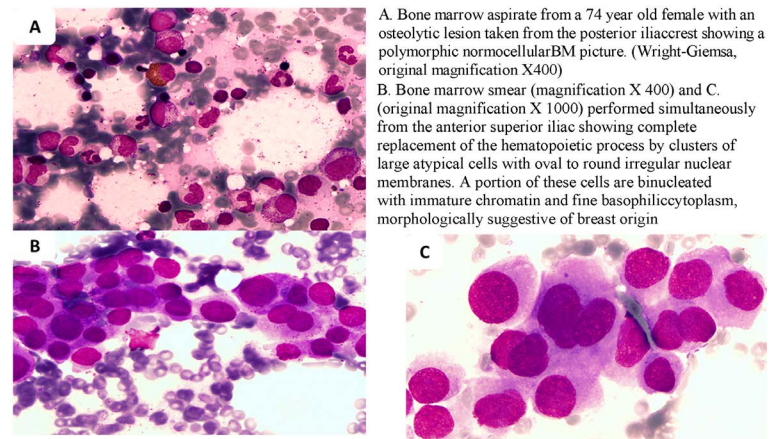 A
A. Bone marrow aspirate from a 74 year old female with an
osteolytic lesion taken from the posterior iliaccrest showing a
polymorphic normocellularBM picture. (Wright-Giemsa,
original magnification X400)
B. Bone marrow smear (magnification X 400) and C.
(original magnification X 1000) performed simultaneously
from the anterior superior iliac showing complete
replacement of the hematopoietic process by clusters of
large atypical cells with oval to round irregular nuclear
membranes. A portion of these cells are binucleated
with immature chromatin and fine basophiliccytoplasm,
morphologically suggestive of breast origin
B
C